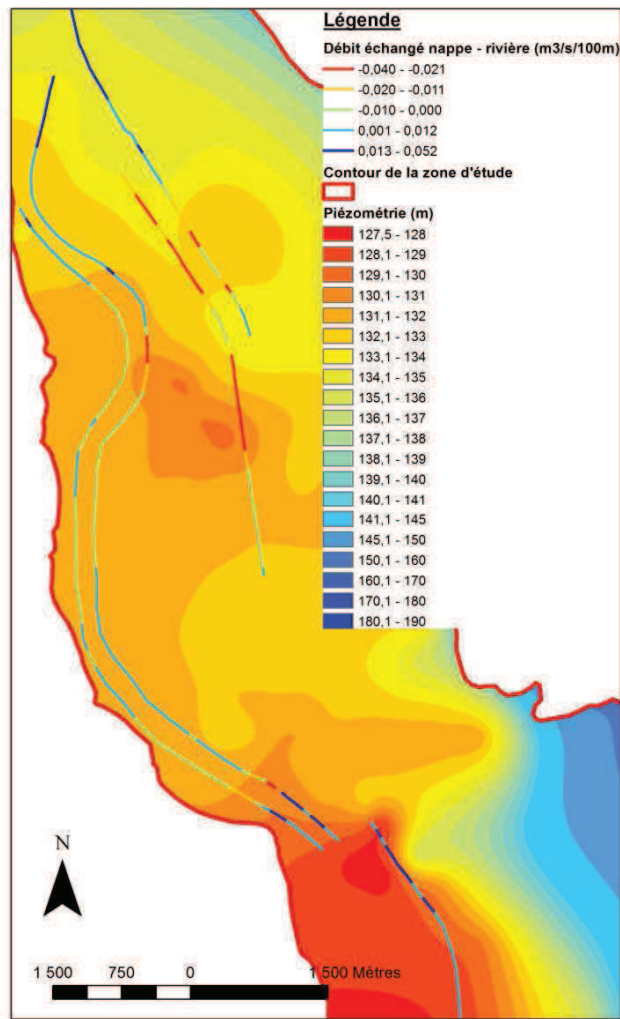 Légende
Débit échangé nappe - rivière (m3/s/100m)
-0,040 - -0,021
-0,020 - -0,011
-0,010 - 0,000
0,001 - 0,012
0,013 - 0,052
Contour de la zone d'étude
Piézométrie (m)
127,5 - 128
128,1 - 129
129,1 - 130
130,1 - 131
131,1 - 132
132,1 - 133
133,1 - 134
134,1 - 135
135,1 - 136
136,1 - 137
137,1 - 138
138,1 - 139
139,1 - 140
140,1 - 141
141,1 - 145
145,1 - 150
150,1 - 160
160,1 - 170
170,1 - 180
180,1 - 190
N
1 500 750 0 1 500 Mètres